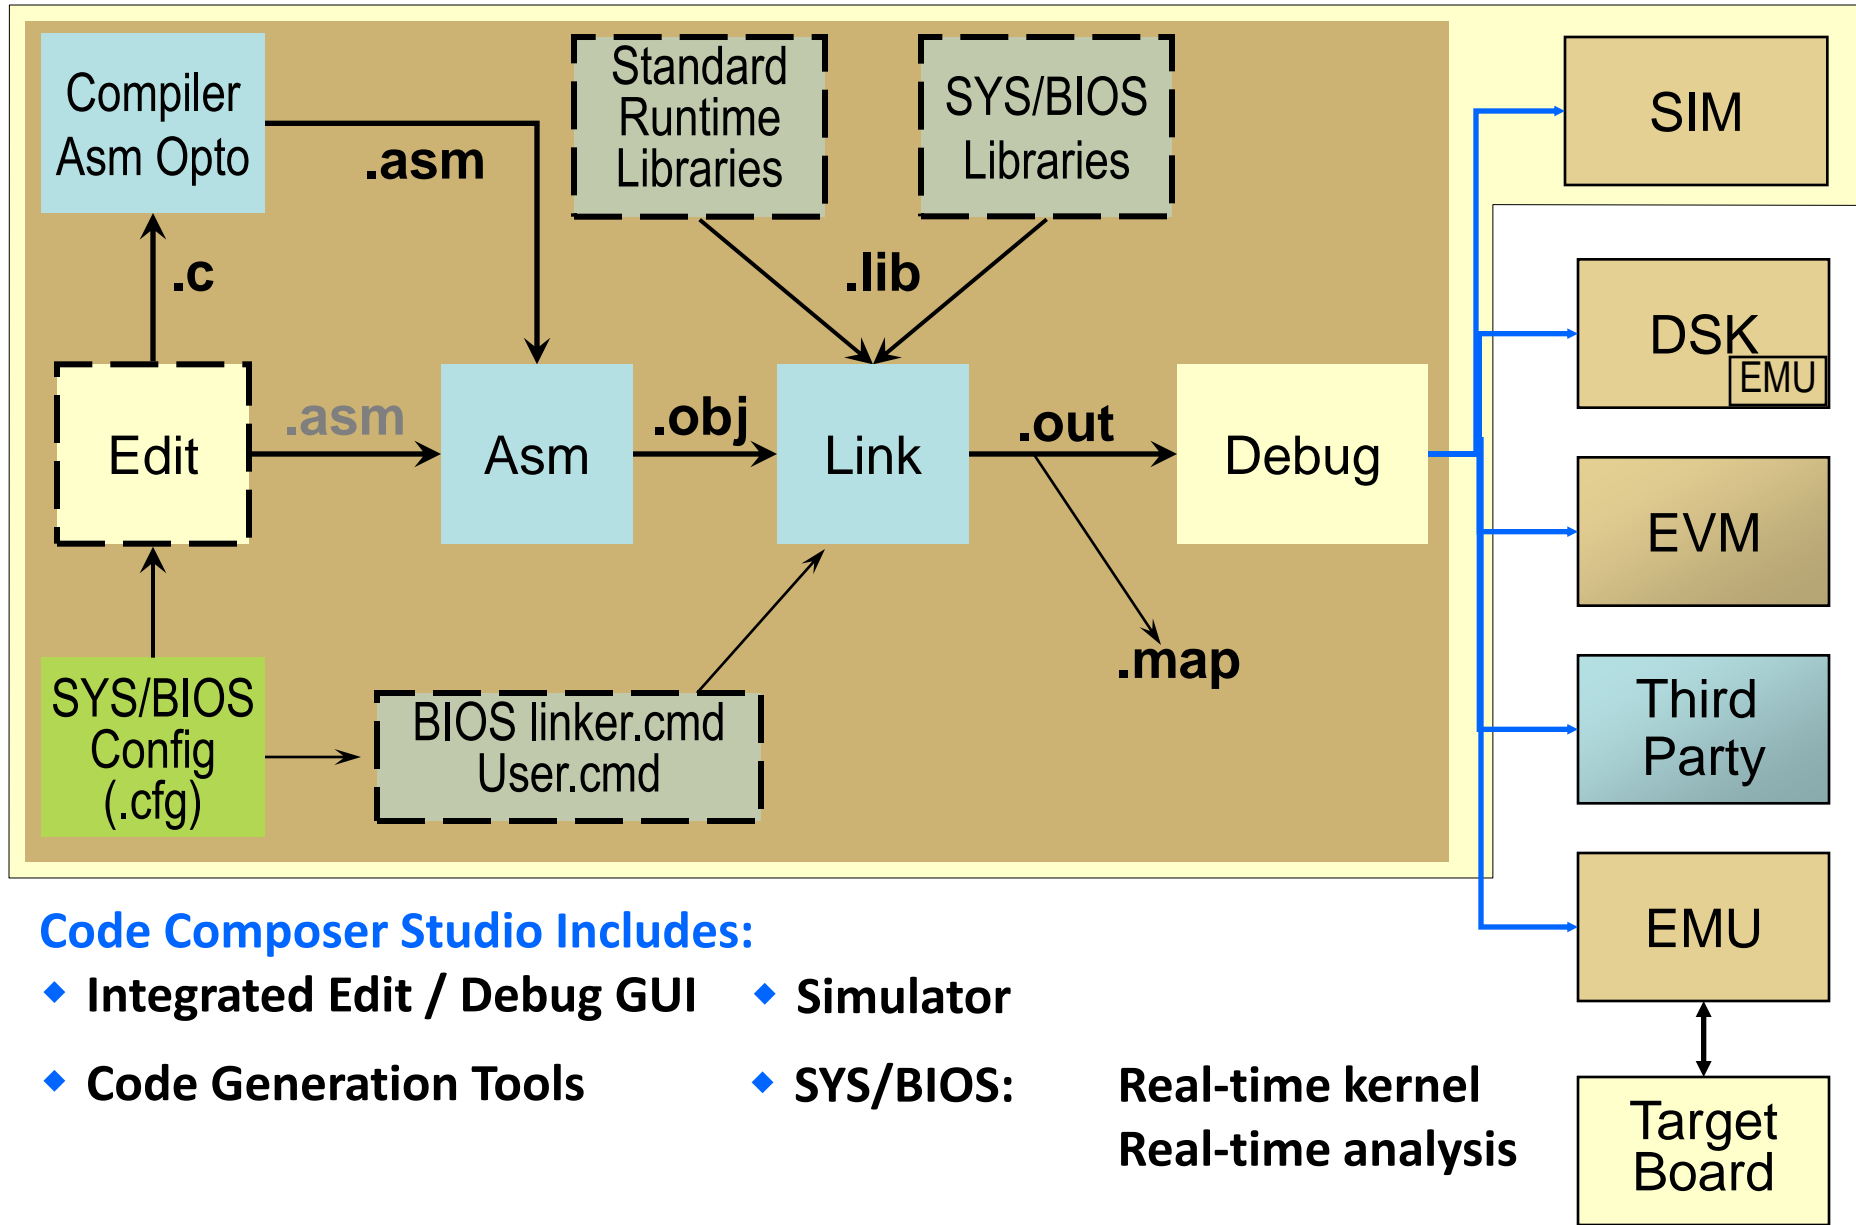 Compiler
Asm Opto
.asm
Standard
Runtime
Libraries
SYS/BIOS
Libraries
SIM
.c
.lib
DSK
EMU
Edit
.asm
Asm
.obj
Link
.out
Debug
EVM
.map
SYS/BIOS
Config
(.cfg)
BIOS linker.cmd
User.cmd
Third
Party
EMU
Target
Board
Code Composer Studio Includes:
Integrated Edit / Debug GUI
Simulator
Code Generation Tools
SYS/BIOS: Real-time kernel
Real-time analysis